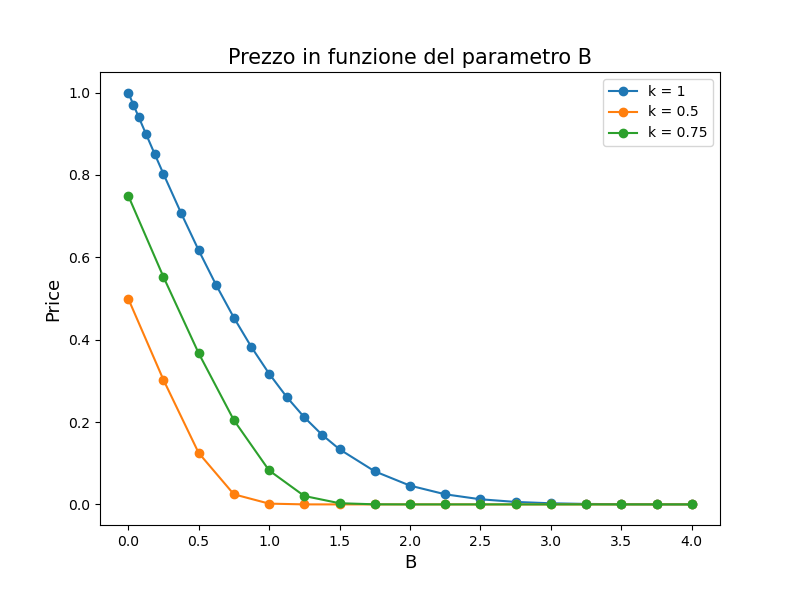 Prezzo in funzione del parametro B
k = 1
k = 0.5
k = 0.75
Price
1.0
0.8
0.6
0.4
0.2
0.0
0.0 0.5 1.0 1.5 2.0 2.5 3.0 3.5 4.0
B